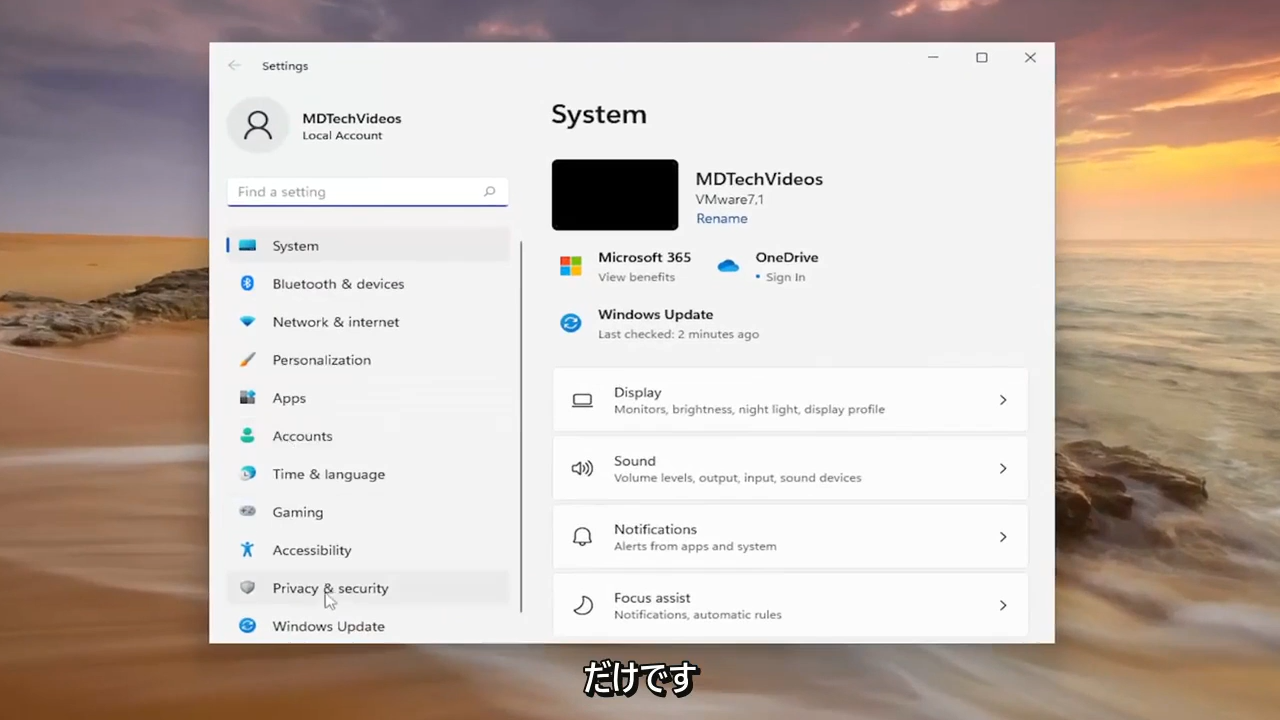 Settings
MDTechVideos
Local Account
Find a setting
System
Bluetooth & devices
Network & internet
Personalization
Apps
Accounts
Time & language
Gaming
Accessibility
Privacy & security
Windows Update
System
MDTechVideos
VMware7,1
Rename
Microsoft 365
View benefits
OneDrive
• Sign In
Windows Update
Last checked: 2 minutes ago
Display
Monitors, brightness, night light, display profile
Sound
Volume levels, output, input, sound devices
Notifications
Alerts from apps and system
Focus assist
Notifications, automatic rules
だけです